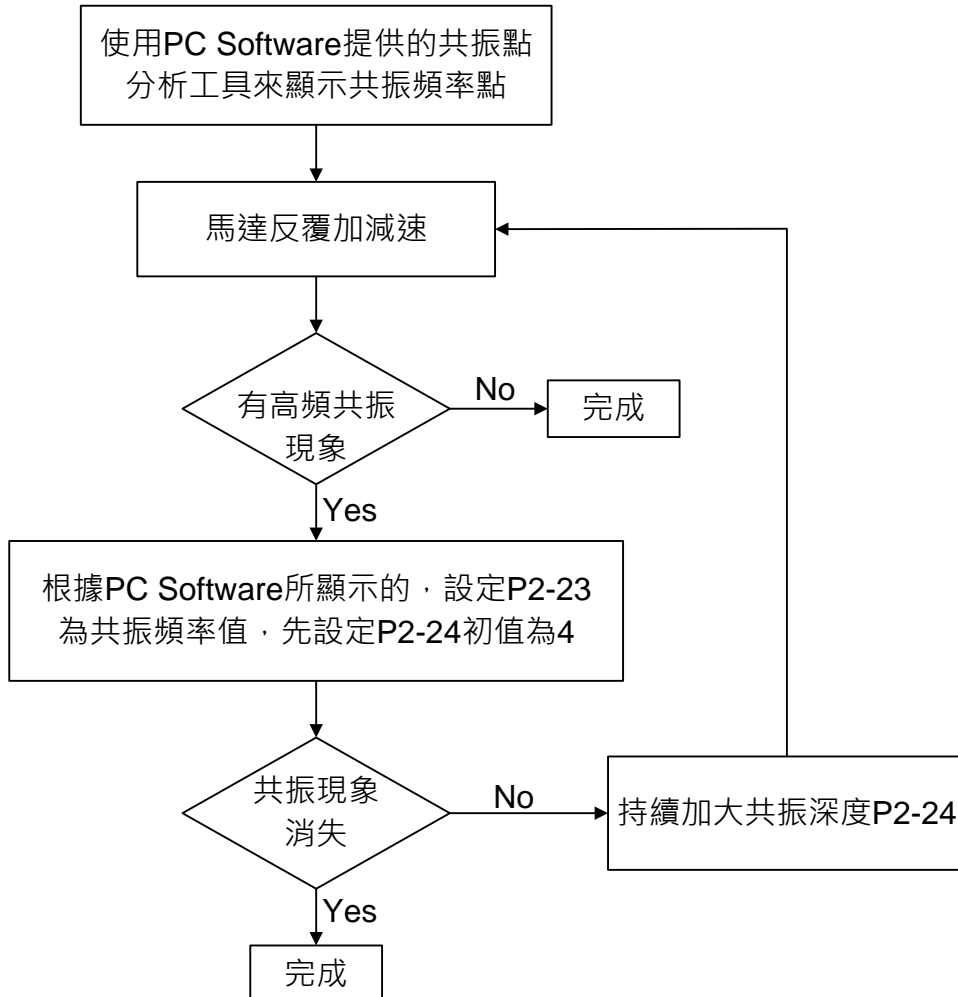 使用PC Software提供的共振點
分析工具來顯示共振頻率點
馬達反覆加減速
有高頻共振
現象
No
完成
Yes
根據PC Software所顯示的，設定P2-23
為共振頻率值，先設定P2-24初值為4
共振現象
消失
No
持續加大共振深度P2-24
Yes
完成